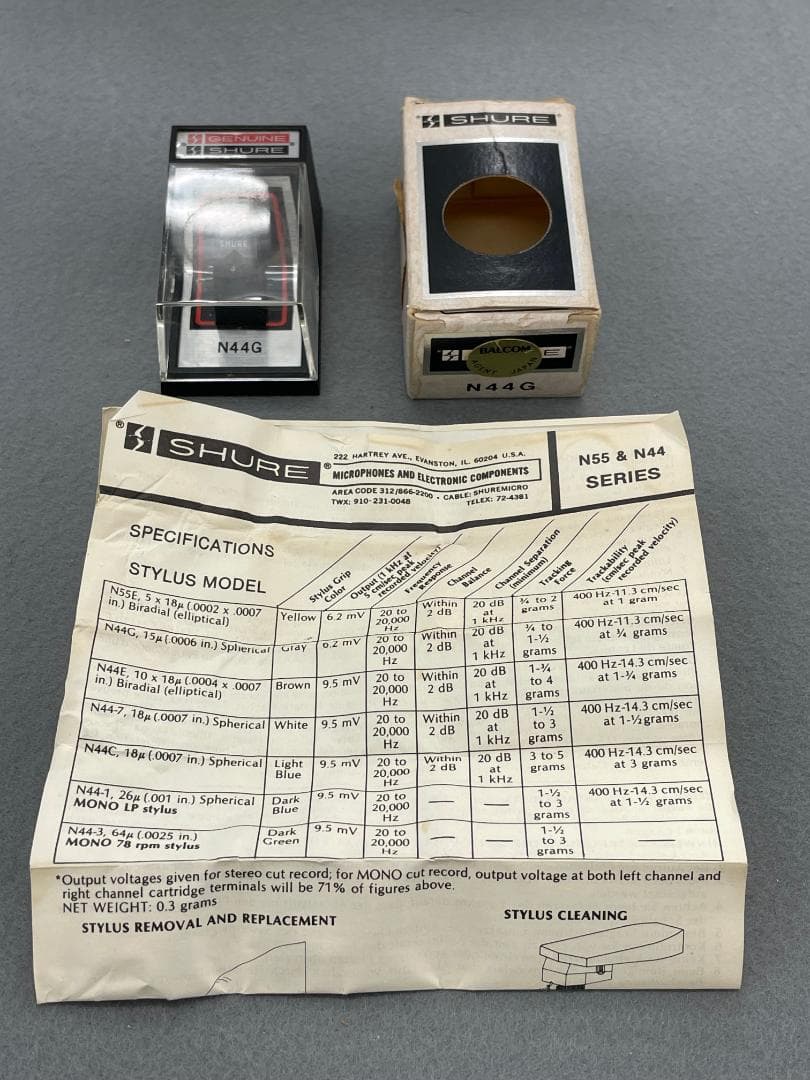 GENUINE
SHURE
SHURE
N44G
SHURE
BALCOM
AGENT JAPAN
N44G
® SHURE ®
222 HARTREY AVE., EVANSTON, IL. 60204 U.S.A.
MICROPHONES AND ELECTRONIC COMPONENTS
AREA CODE 312/866-2200 • CABLE: SHUREMICRO
TWX: 910-231-0048 TELEX: 72-4381
N55 & N44
SERIES
SPECIFICATIONS
STYLUS MODEL
Stylus Grip Color
Output (1 kHz at 5 cm/sec peak recorded velocity)*
Frequency Response
Channel Balance
Channel Separation (minimum)
Tracking Force
Trackability (cm/sec peak recorded velocity)
N55E, 5 x 18µ (.0002 x .0007 in.) Biradial (elliptical) Yellow 6.2 mV 20 to 20,000 Hz Within 2 dB 20 dB at 1 kHz ¾ to 2 grams 400 Hz-11.3 cm/sec at 1 gram
N44G, 15µ (.0006 in.) Spherical Gray 6.2 mV 20 to 20,000 Hz Within 2 dB 20 dB at 1 kHz ¾ to 1-½ grams 400 Hz-11.3 cm/sec at ¾ grams
N44E, 10 x 18µ (.0004 x .0007 in.) Biradial (elliptical) Brown 9.5 mV 20 to 20,000 Hz Within 2 dB 20 dB at 1 kHz 1-¾ to 4 grams 400 Hz-14.3 cm/sec at 1-¾ grams
N44-7, 18µ (.0007 in.) Spherical White 9.5 mV 20 to 20,000 Hz Within 2 dB 20 dB at 1 kHz 1-½ to 3 grams 400 Hz-14.3 cm/sec at 1-½ grams
N44C, 18µ (.0007 in.) Spherical Light Blue 9.5 mV 20 to 20,000 Hz Within 2 dB 20 dB at 1 kHz 3 to 5 grams 400 Hz-14.3 cm/sec at 3 grams
N44-1, 26µ (.001 in.) Spherical MONO LP stylus Dark Blue 9.5 mV 20 to 20,000 Hz — — 1-½ to 3 grams 400 Hz-14.3 cm/sec at 1-½ grams
N44-3, 64µ (.0025 in.) MONO 78 rpm stylus Dark Green 9.5 mV 20 to 20,000 Hz — — 1-½ to 3 grams —
*Output voltages given for stereo cut record; for MONO cut record, output voltage at both left channel and
right channel cartridge terminals will be 71% of figures above.
NET WEIGHT: 0.3 grams
STYLUS REMOVAL AND REPLACEMENT
STYLUS CLEANING